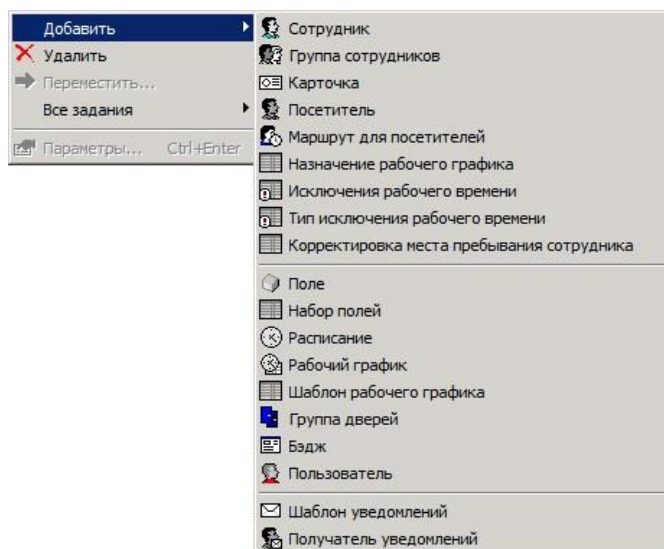 Добавить
Удалить
Переместить...
Все задания
Параметры... Ctrl+Enter
Сотрудник
Группа сотрудников
Карточка
Посетитель
Маршрут для посетителей
Назначение рабочего графика
Исключения рабочего времени
Тип исключения рабочего времени
Корректировка места пребывания сотрудника
Поле
Набор полей
Расписание
Рабочий график
Шаблон рабочего графика
Группа дверей
Бэдж
Пользователь
Шаблон уведомлений
Получатель уведомлений